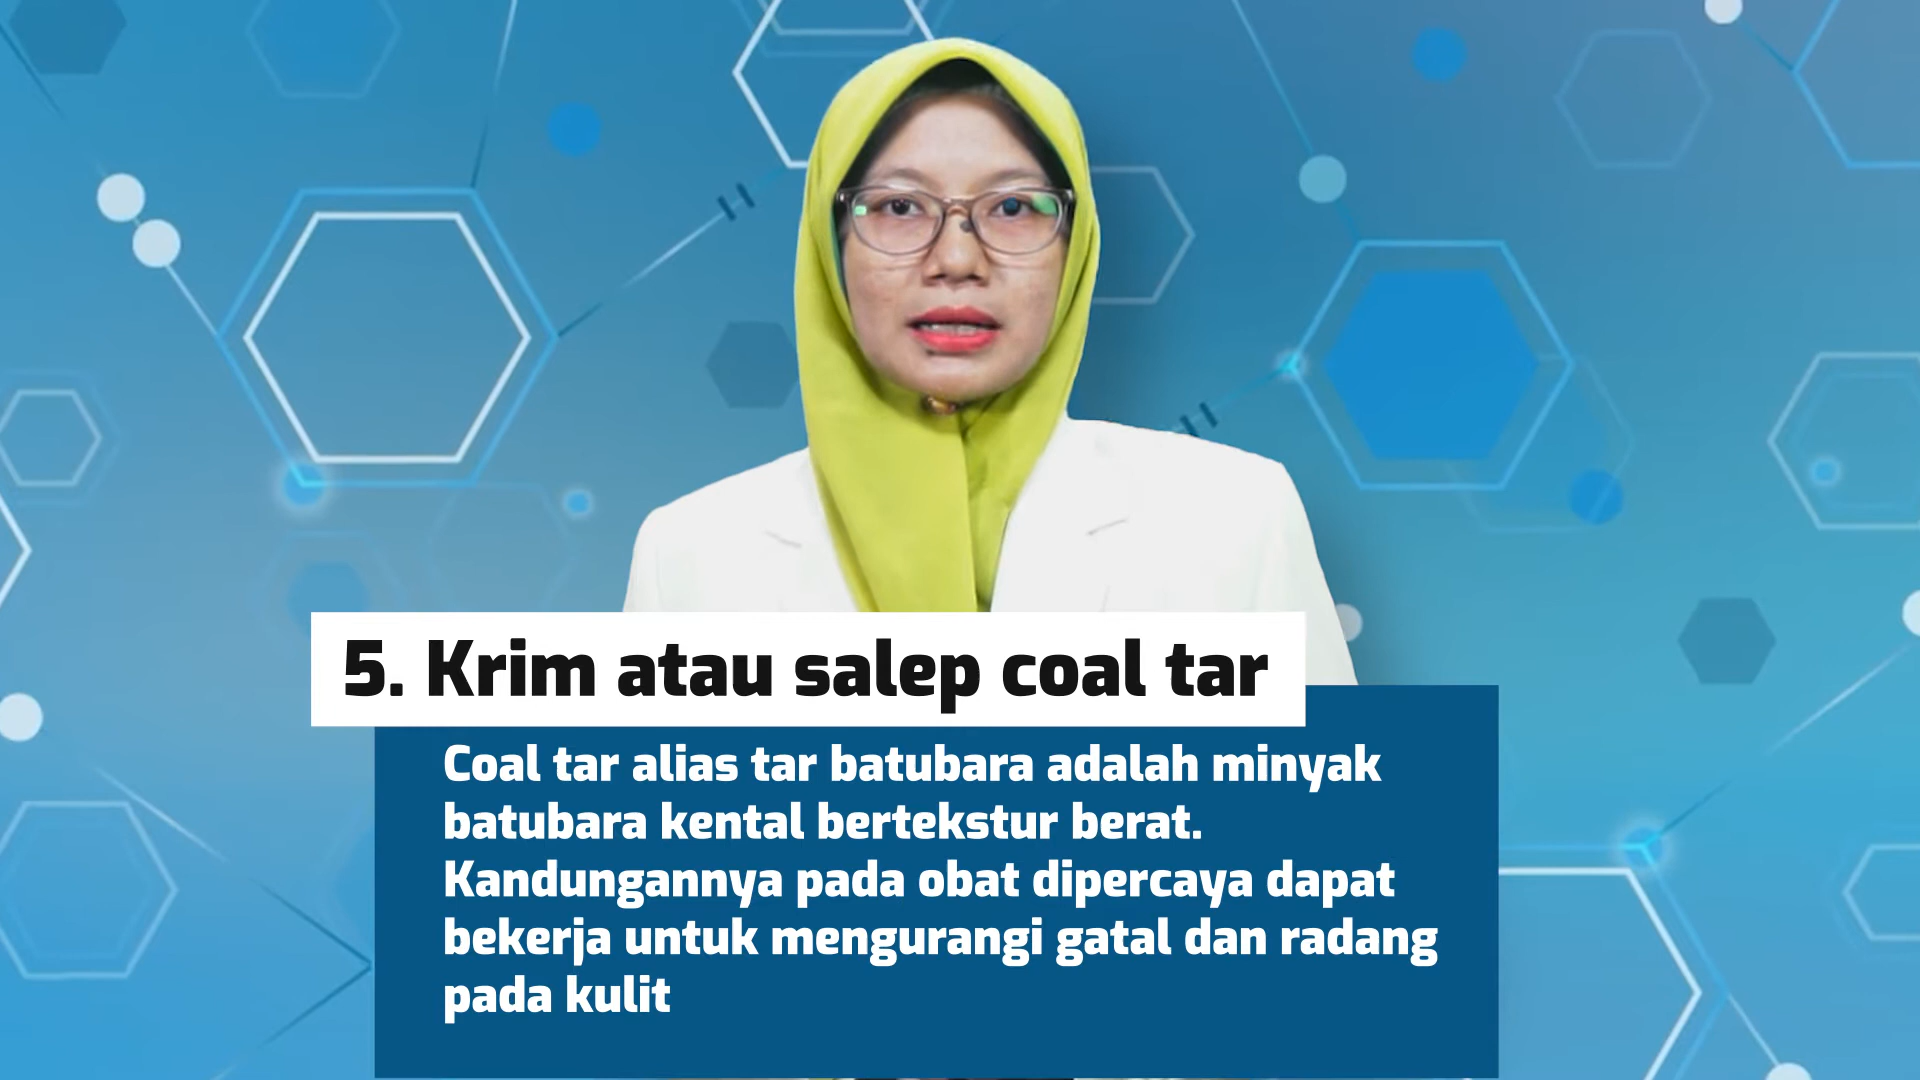 5. Krim atau salep coal tar
Coal tar alias tar batubara adalah minyak
batubara kental bertekstur berat.
Kandungannya pada obat dipercaya dapat
bekerja untuk mengurangi gatal dan radang
pada kulit